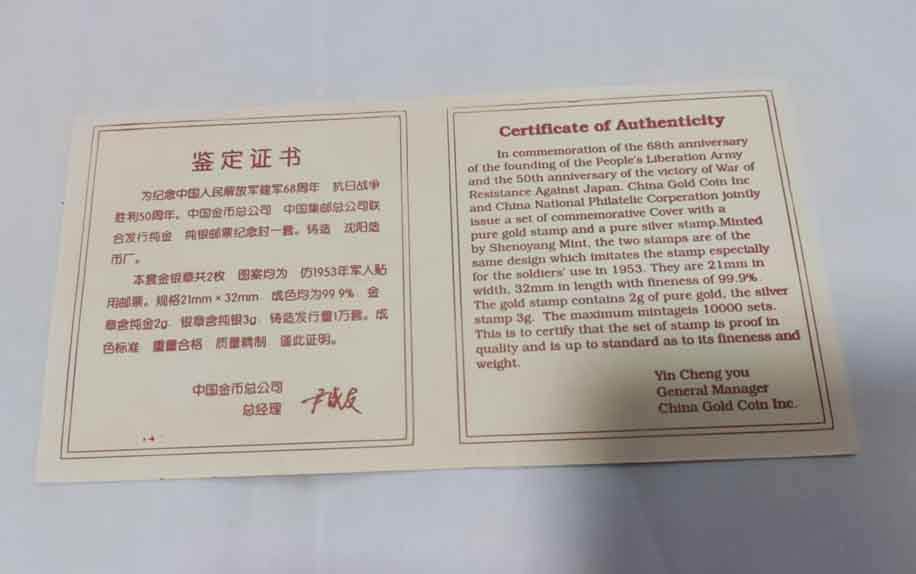 鉴定证书
为纪念中国人民解放军建军68周年 抗日战争
胜利50周年。中国金币总公司 中国集邮总公司联
合发行纯金 纯银邮票纪念封一套。铸造 沈阳造
币厂。
本套金银章共2枚 图案均为 仿1953年军人贴
用邮票。规格21mm×32mm 成色均为99 9% 金
章含纯金2g 银章含纯银3g 铸造发行量1万套。成
色标准 重量合格 质量精制 谨此证明。
中国金币总公司
总经理
Certificate of Authenticity
In commemoration of the 68th anniversary
of the founding of the People's Liberation Army
and the 50th anniversary of the victory of War of
Resistance Against Japan. China Gold Coin Inc
and China National Philatelic Corperation jointly
issue a set of commemorative Cover with a
pure gold stamp and a pure silver stamp.Minted
by Shenoyang Mint, the two stamps are of the
same design which imitates the stamp especially
for the soldiers' use in 1953. They are 21mm in
width, 32mm in length with fineness of 99.9%.
The gold stamp contains 2g of pure gold, the silver
stamp 3g. The maximum mintageis 10000 sets.
This is to certify that the set of stamp is proof in
quality and is up to standard as to its fineness and
weight.
Yin Cheng you
General Manager
China Gold Coin Inc.